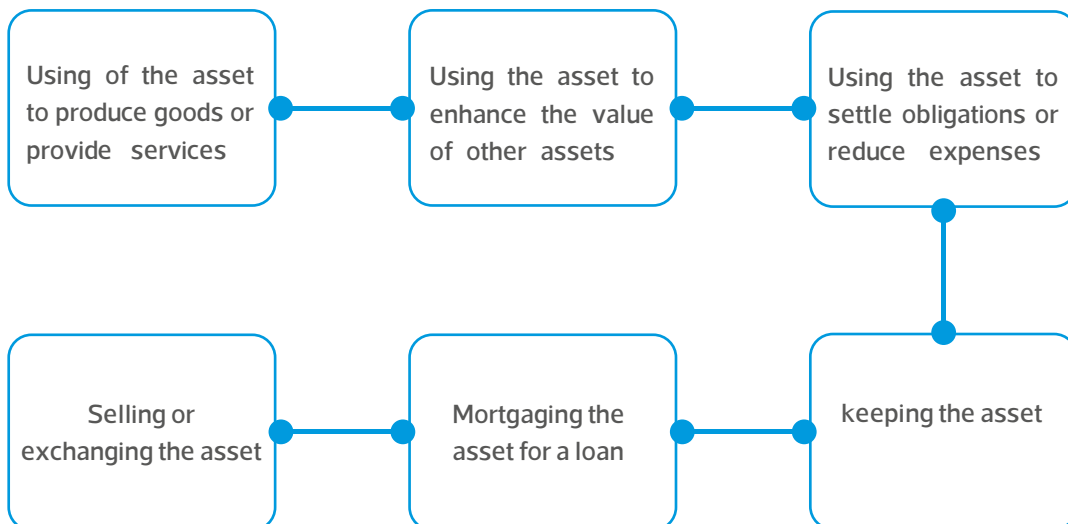 Using of the asset
to produce goods or
provide services
Using the asset to
enhance the value
of other assets
Using the asset to
settle obligations or
reduce expenses
Selling or
exchanging the asset
Mortgaging the
asset for a loan
keeping the asset